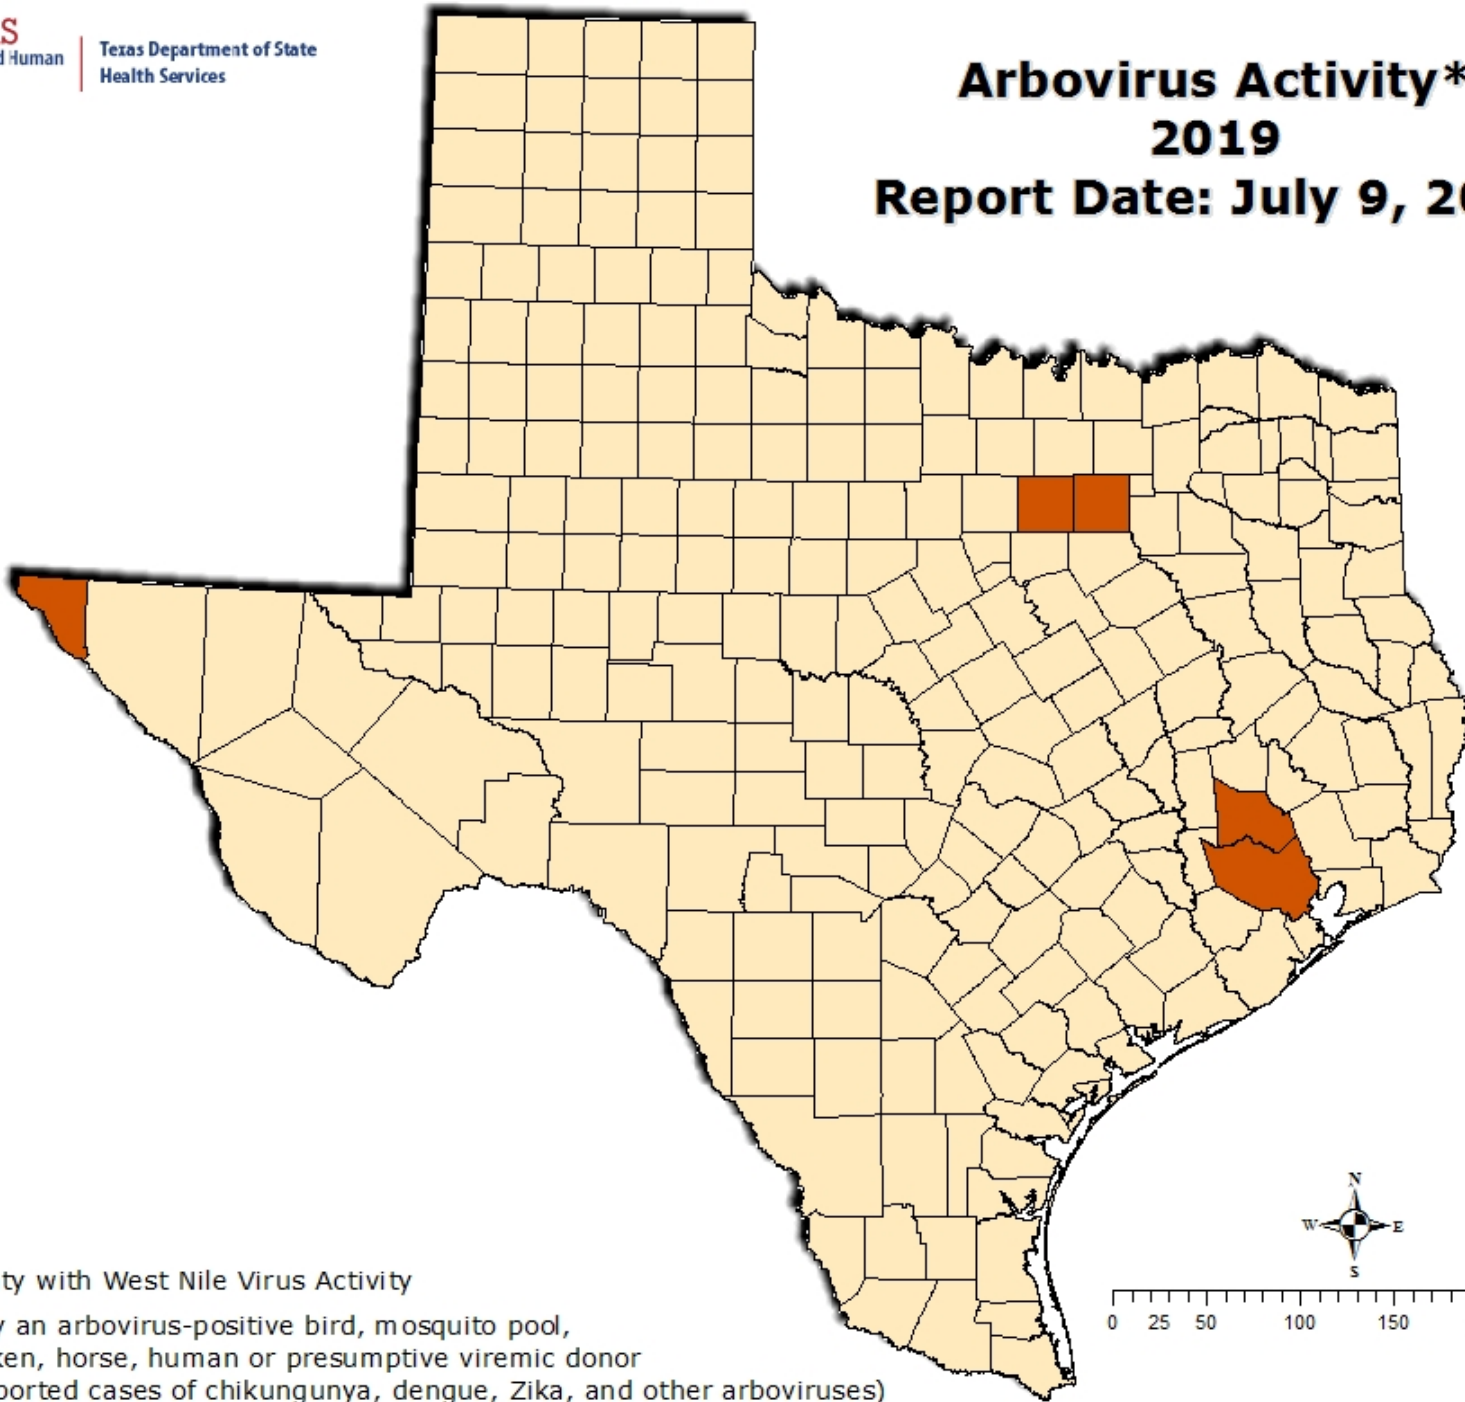 S
d Human
Texas Department of State
Health Services
Arbovirus Activity*
2019
Report Date: July 9, 20
N
W
E
S
0 25 50 100 150
ty with West Nile Virus Activity
y an arbovirus-positive bird, mosquito pool,
ken, horse, human or presumptive viremic donor
ported cases of chikungunya, dengue, Zika, and other arboviruses)